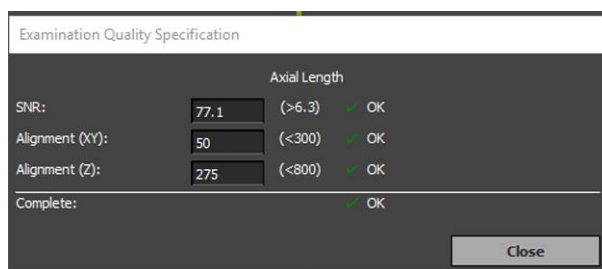 Examination Quality Specification
Axial Length
SNR: 77.1 (>6.3) ✓ OK
Alignment (XY): 50 (<300) ✓ OK
Alignment (Z): 275 (<800) ✓ OK
Complete: ✓ OK
Close